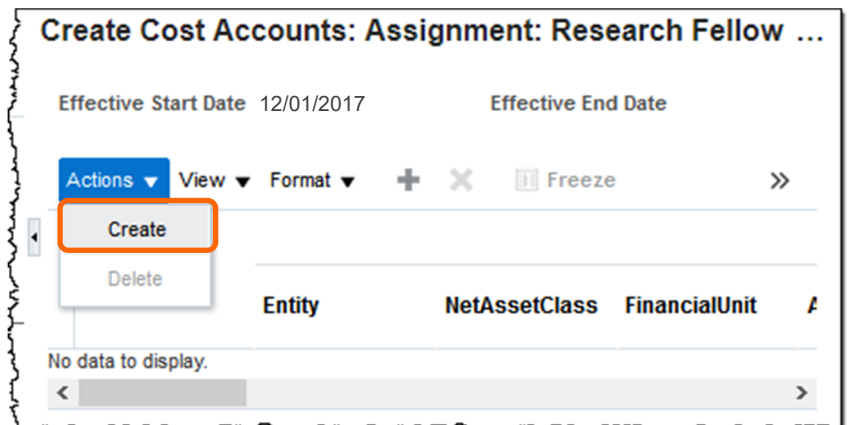 Create Cost Accounts: Assignment: Research Fellow ...
Effective Start Date 12/01/2017 Effective End Date
Actions View Format Freeze
Create
Delete
Entity NetAssetClass FinancialUnit
No data to display.